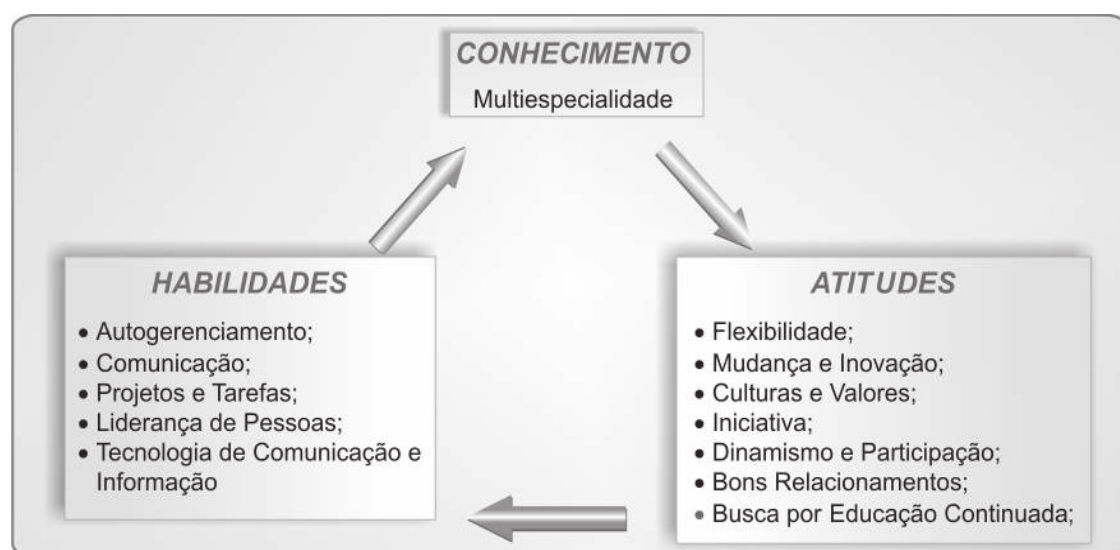 CONHECIMENTO
Multiespecialidade
HABILIDADES
• Autogerenciamento;
• Comunicação;
• Projetos e Tarefas;
• Liderança de Pessoas;
• Tecnologia de Comunicação e
Informação
ATITUDES
• Flexibilidade;
• Mudança e Inovação;
• Culturas e Valores;
• Iniciativa;
• Dinamismo e Participação;
• Bons Relacionamentos;
• Busca por Educação Continuada;